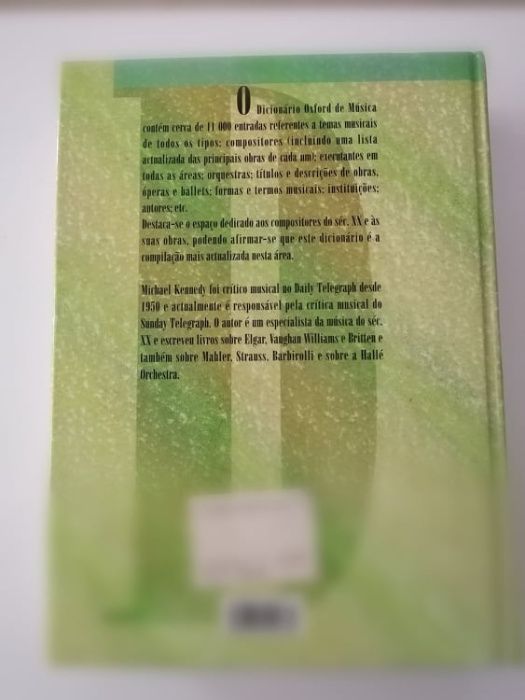 O Dicionário Oxford de Música
contém cerva de 11 000 entradas referentes a temas musicais
de todos os tipos: compositores (incluindo uma lista
actualizada das principais obras de cada um); executantes em
todas as áreas; orquestras; títulos e descrições de obras,
óperas e ballets; formas e termos musicais; instituições;
autores; etc.
Destaca-se o espaço dedicado aos compositores do séc. XX e às
suas obras, podendo afirmar-se que este dicionário é a
compilação mais actualizada nesta área.
Michael Kennedy foi crítico musical no Daily Telegraph desde
1950 e actualmente é responsável pela crítica musical do
Sunday Telegraph. O autor é um especialista da música do séc.
XX e escreveu livros sobre Elgar, Vaughan Williams e Britten e
também sobre Mahler, Strauss, Barbirolli e sobre a Hallé
Orchestra.